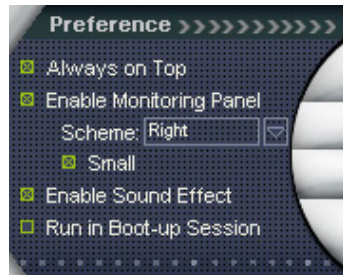 Preference >>>>>>>>>>>
Always on Top
Enable Monitoring Panel
Scheme: Right
Small
Enable Sound Effect
Run in Boot-up Session